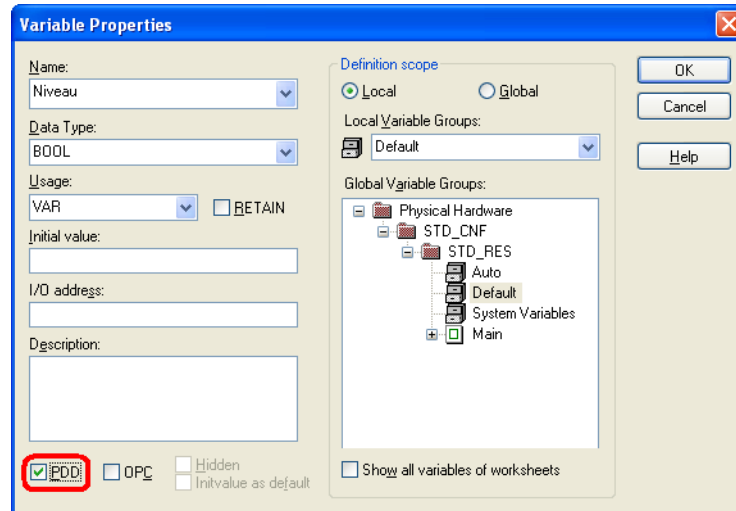 Variable Properties
Name:
Niveau
Data Type:
BOOL
Usage:
VAR
RETAIN
Initial value:
I/O address:
Description:
PDD
OPC
Hidden
Initvalue as default
Definition scope
Local
Global
Local Variable Groups:
Default
Global Variable Groups:
Physical Hardware
STD_CNF
STD_RES
Auto
Default
System Variables
Main
Show all variables of worksheets
OK
Cancel
Help